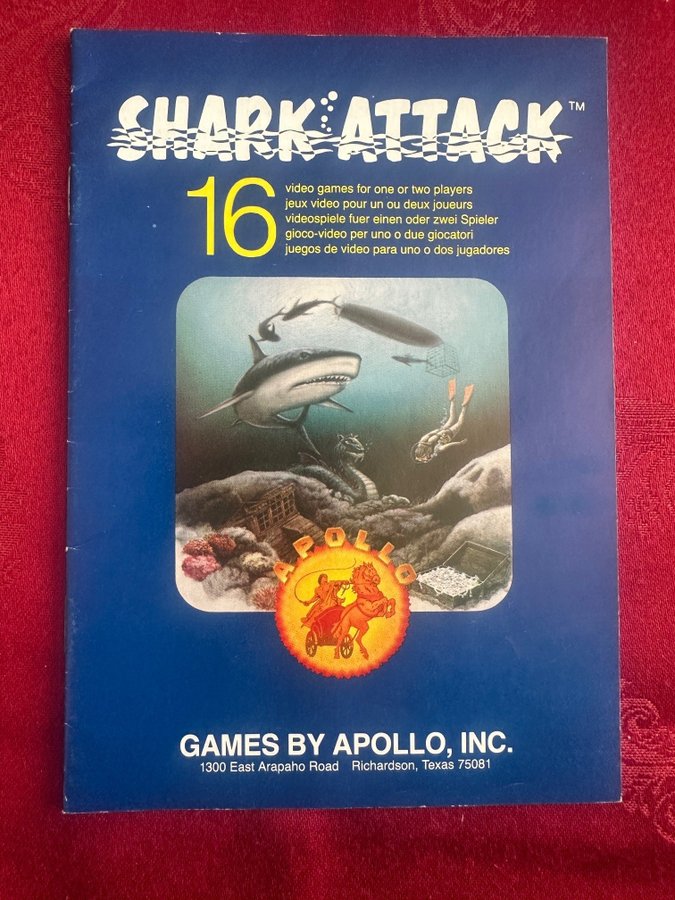 SHARK ATTACK™
16
video games for one or two players
jeux video pour un ou deux joueurs
videospiele fuer einen oder zwei Spieler
gioco-video per uno o due giocatori
juegos de video para uno o dos jugadores
APOLLO
GAMES BY APOLLO, INC.
1300 East Arapaho Road Richardson, Texas 75081